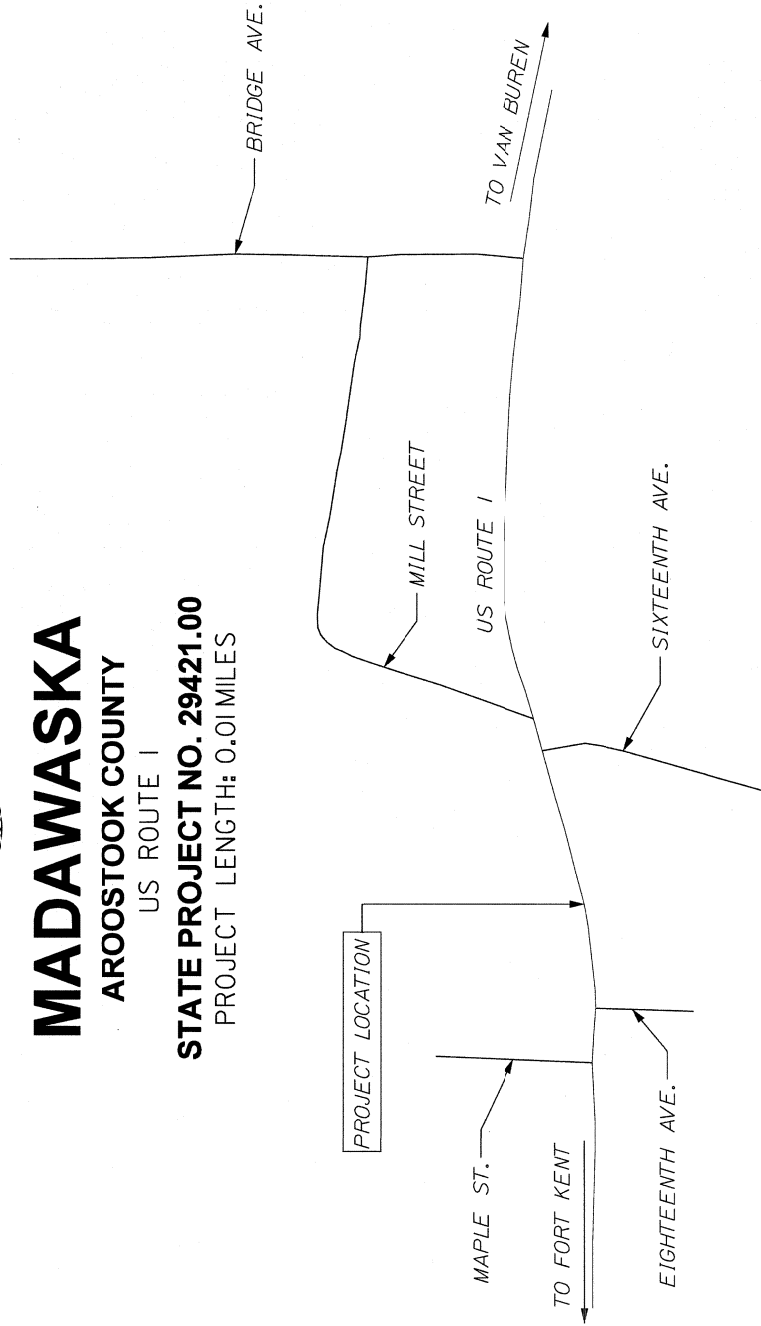 MADAWASKA
AROOSTOOK COUNTY
US ROUTE 1
STATE PROJECT NO. 29421.00
PROJECT LENGTH: 0.01 MILES
BRIDGE AVE.
TO VAN BUREN
MILL STREET
US ROUTE 1
SIXTEENTH AVE.
PROJECT LOCATION
MAPLE ST.
TO FORT KENT
EIGHTEENTH AVE.